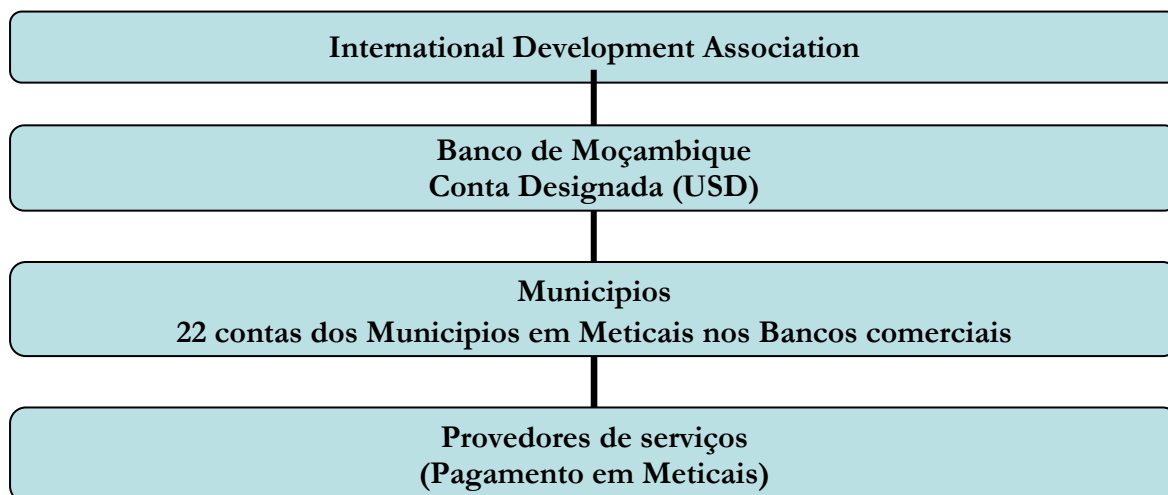 International Development Association
Banco de Moçambique
Conta Designada (USD)
Municipios
22 contas dos Municipios em Meticais nos Bancos comerciais
Provedores de serviços
(Pagamento em Meticais)